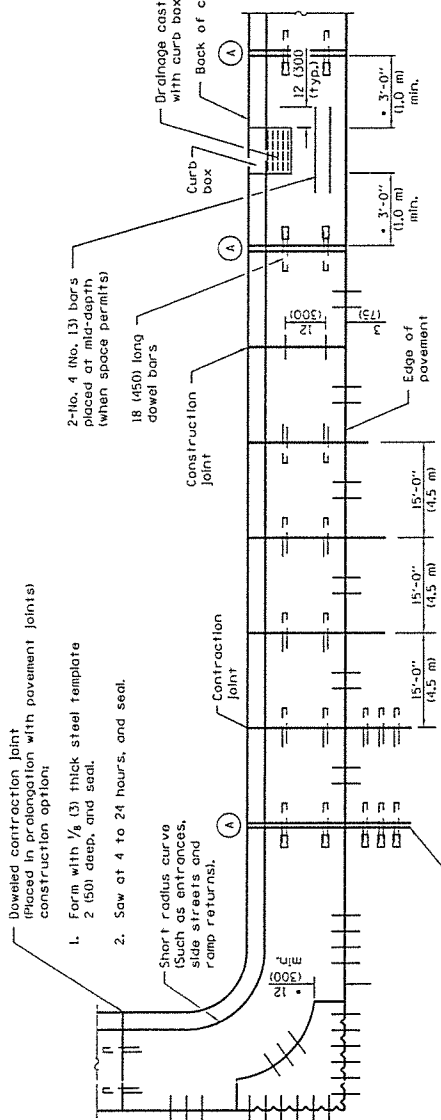 Doweled contraction joint
(Placed in prolongation with pavement joints)
construction option:
1. Form with 1/8 (3) thick steel template
2 (50) deep, and seal.
2. Saw at 4 to 24 hours, and seal.
Short radius curve
(Such as entrances,
side streets and
ramp returns).
• 12
(300)
min.
A
Contraction
joint
Construction
joint
2-No. 4 (No. 13) bars
placed at mid-depth
(when space permits)
18 (450) long
dowel bars
A
Curb
box
Drainage cast
with curb box
Back of c
A
12 (300)
(typ.)
12
(300)
3
(75)
Edge of
pavement
15'-0"
(4.5 m)
15'-0"
(4.5 m)
15'-0"
(4.5 m)
• 3'-0"
(1.0 m)
min.
• 3'-0"
(1.0 m)
min.